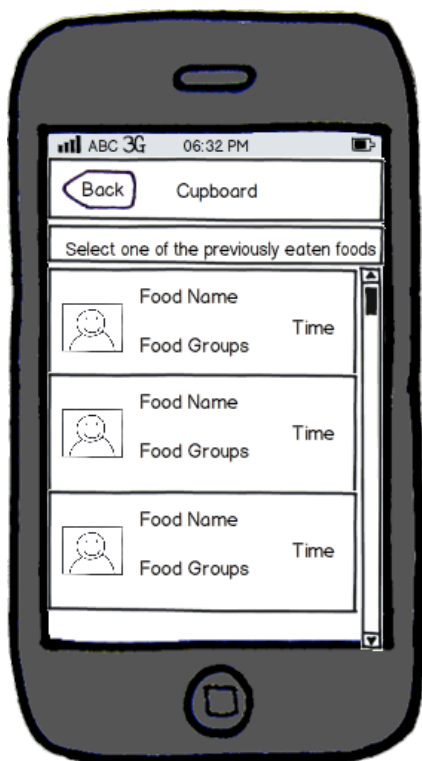 ABC 3G 06:32 PM
Back Cupboard
Select one of the previously eaten foods
Food Name
Time
Food Groups
Food Name
Time
Food Groups
Food Name
Time
Food Groups